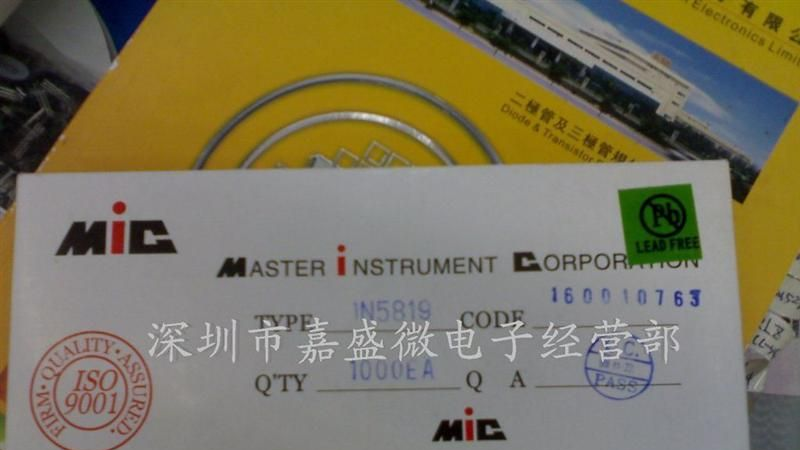 有限公
Electronics Limite
二極管及三極管規
Diode & Transistor
MiC
Pb
LEAD FREE
MASTER INSTRUMENT CORPORATION
TYPE 1N5819 CODE 160010763
深圳市嘉盛微电子经营部
FIRM · QUALITY · ASSURED.
ISO
9001
Q'TY 1000EA Q A
Q.C.
PASS
MiC